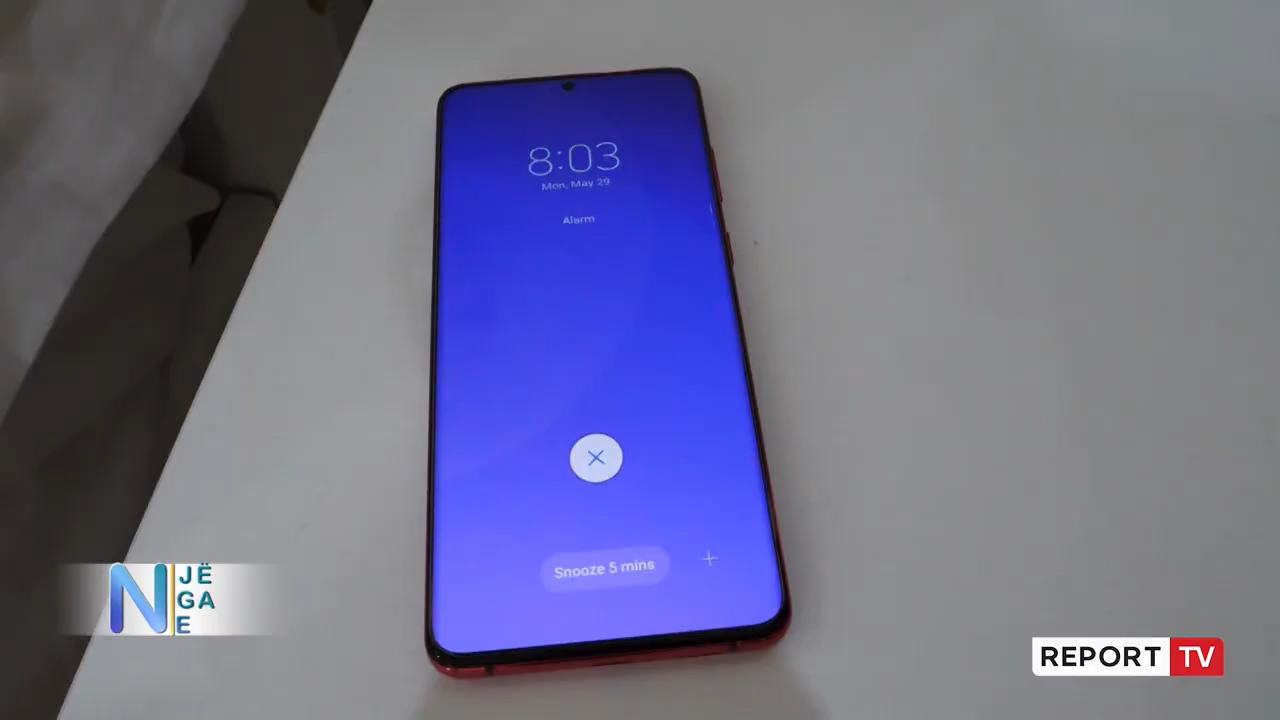 8:03
Mon, May 29
Alarm
Snooze 5 mins
NJË
GA
E
REPORT TV